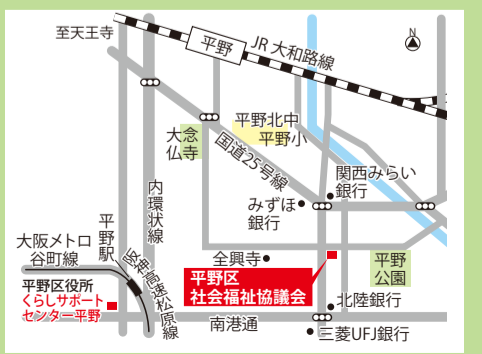 至天王寺
平野
JR 大和路線
N
平野北中
平野小
大念
仏寺
国道25号線
関西みらい
銀行
みずほ
銀行
内環状線
平野駅
大阪メトロ
谷町線
阪神高速松原線
全興寺
平野
公園
平野区
社会福祉協議会
平野区役所
くらしサポート
センター平野
北陸銀行
南港通
三菱UFJ銀行